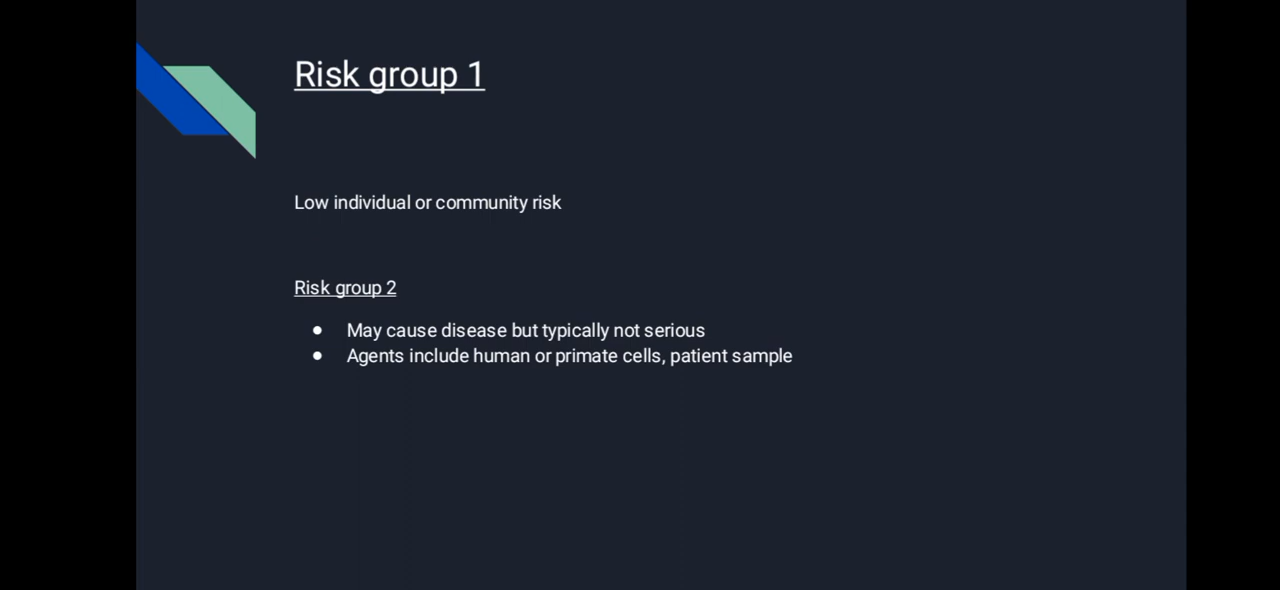 Risk group 1
Low individual or community risk
Risk group 2
● May cause disease but typically not serious
● Agents include human or primate cells, patient sample